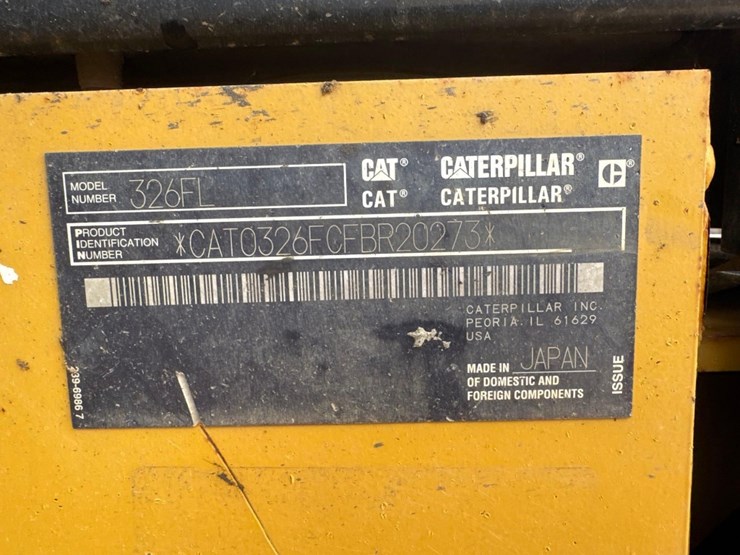 MODEL NUMBER 326FL
CAT® CATERPILLAR®
CAT® CATERPILLAR®
PRODUCT IDENTIFICATION NUMBER *CAT0326FCFBR20273*
CATERPILLAR INC.
PEORIA, IL 61629
USA
MADE IN JAPAN
OF DOMESTIC AND
FOREIGN COMPONENTS
ISSUE
239-6986 7